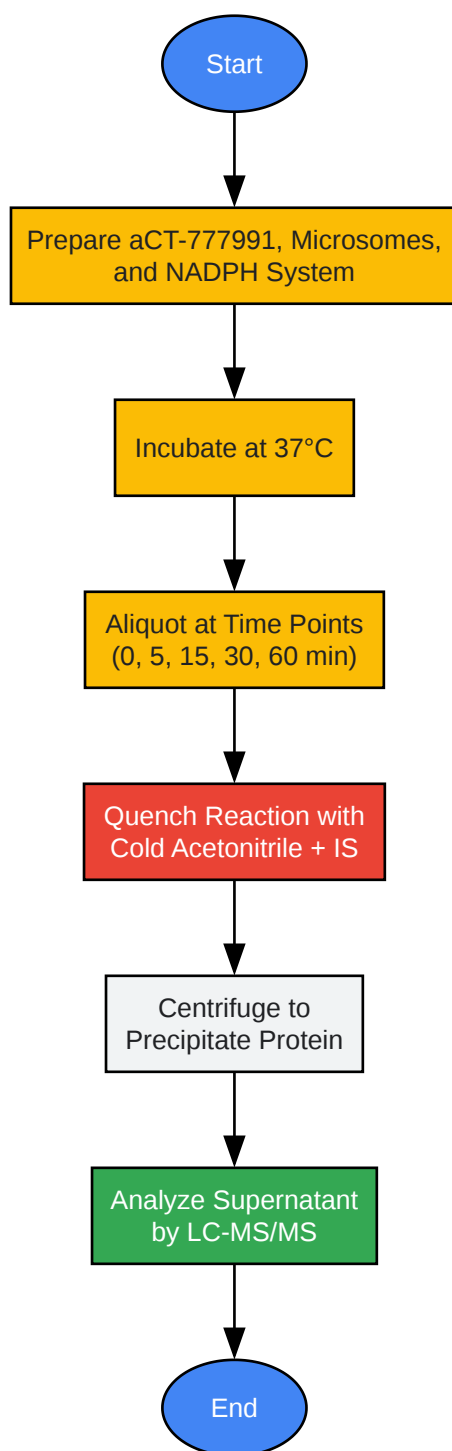 Start
Prepare aCT-777991, Microsomes,
and NADPH System
Incubate at 37°C
Aliquot at Time Points
(0, 5, 15, 30, 60 min)
Quench Reaction with
Cold Acetonitrile + IS
Centrifuge to
Precipitate Protein
Analyze Supernatant
by LC-MS/MS
End